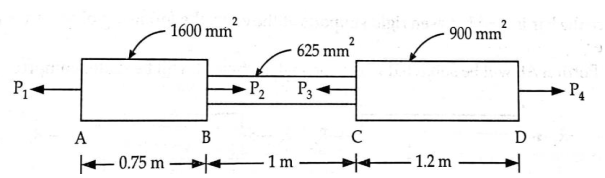 1600 mm²
625 mm²
900 mm²
P₁ P₂ P₃ P₄
A B C D
0.75 m 1 m 1.2 m